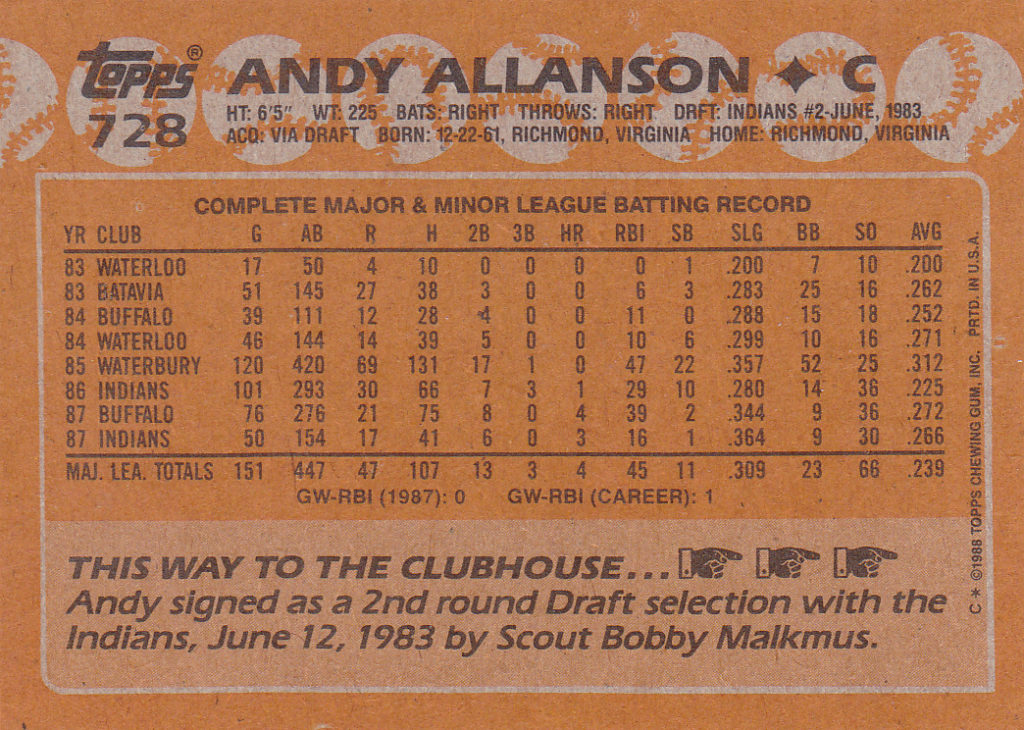 topps® ANDY ALLANSON ♦ C
728 HT: 6'5" WT: 225 BATS: RIGHT THROWS: RIGHT DRFT: INDIANS #2-JUNE, 1983
ACQ: VIA DRAFT BORN: 12-22-61, RICHMOND, VIRGINIA HOME: RICHMOND, VIRGINIA
COMPLETE MAJOR & MINOR LEAGUE BATTING RECORD
YR CLUB G AB R H 2B 3B HR RBI SB SLG BB SO AVG
83 WATERLOO 17 50 4 10 0 0 0 0 1 .200 7 10 .200
83 BATAVIA 51 145 27 38 3 0 0 6 3 .283 25 16 .262
84 BUFFALO 39 111 12 28 4 0 0 11 0 .288 15 18 .252
84 WATERLOO 46 144 14 39 5 0 0 10 6 .299 10 16 .271
85 WATERBURY 120 420 69 131 17 1 0 47 22 .357 52 25 .312
86 INDIANS 101 293 30 66 7 3 1 29 10 .280 14 36 .225
87 BUFFALO 76 276 21 75 8 0 4 39 2 .344 9 36 .272
87 INDIANS 50 154 17 41 6 0 3 16 1 .364 9 30 .266
MAJ. LEA. TOTALS 151 447 47 107 13 3 4 45 11 .309 23 66 .239
GW-RBI (1987): 0 GW-RBI (CAREER): 1
THIS WAY TO THE CLUBHOUSE...
Andy signed as a 2nd round Draft selection with the
Indians, June 12, 1983 by Scout Bobby Malkmus.
C * ©1988 TOPPS CHEWING GUM, INC. PRTD. IN U.S.A.